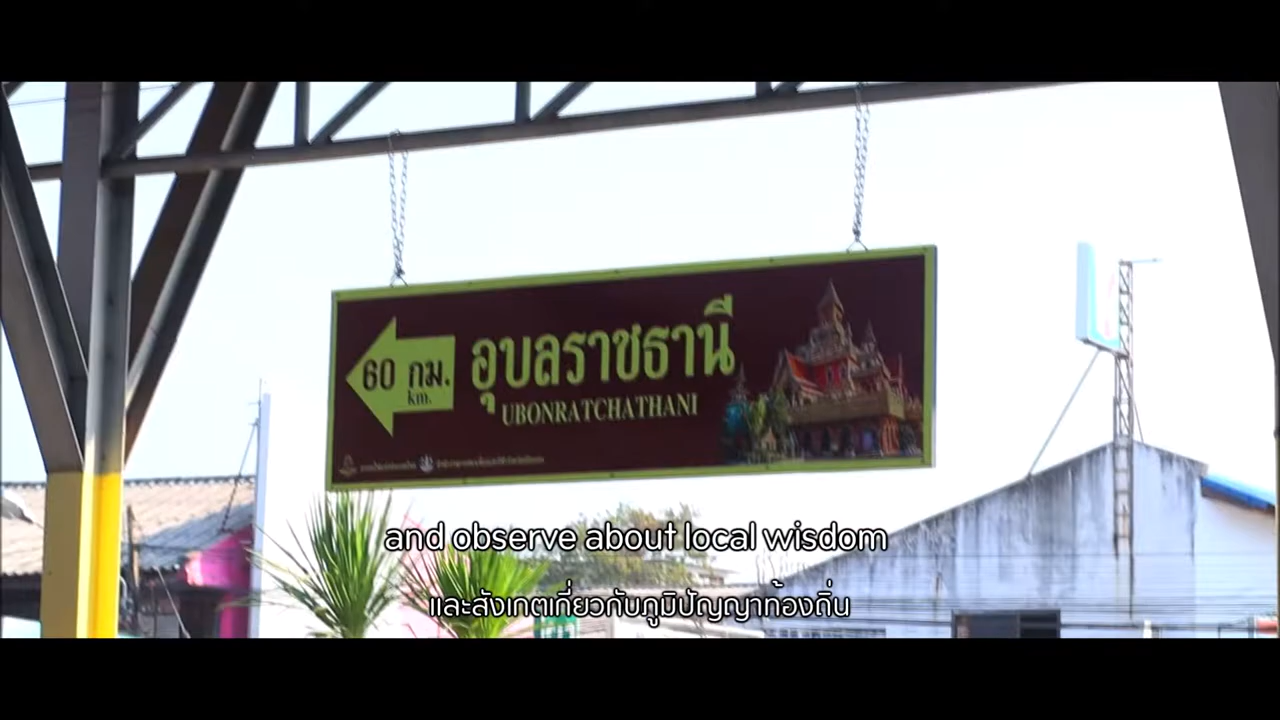 60 กม.
km.
อุบลราชธานี
UBONRATCHATHANI
and observe about local wisdom
และสังเกตเกี่ยวกับภูมิปัญญาท้องถิ่น